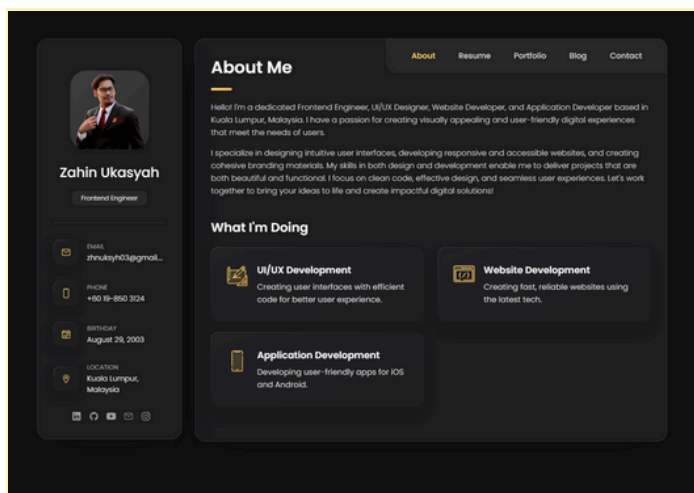 Zahin Ukasyah
Frontend Engineer
EMAIL
zhnuksyh03@gmail...
PHONE
+60 19-850 3124
BIRTHDAY
August 29, 2003
LOCATION
Kuala Lumpur,
Malaysia
About
Resume
Portfolio
Blog
Contact
About Me
Hello! I'm a dedicated Frontend Engineer, UI/UX Designer, Website Developer, and Application Developer based in
Kuala Lumpur, Malaysia. I have a passion for creating visually appealing and user-friendly digital experiences
that meet the needs of users.
I specialize in designing intuitive user interfaces, developing responsive and accessible websites, and creating
cohesive branding materials. My skills in both design and development enable me to deliver projects that are
both beautiful and functional. I focus on clean code, effective design, and seamless user experiences. Let's work
together to bring your ideas to life and create impactful digital solutions!
What I'm Doing
UI/UX Development
Creating user interfaces with efficient
code for better user experience.
Website Development
Creating fast, reliable websites using
the latest tech.
Application Development
Developing user-friendly apps for iOS
and Android.